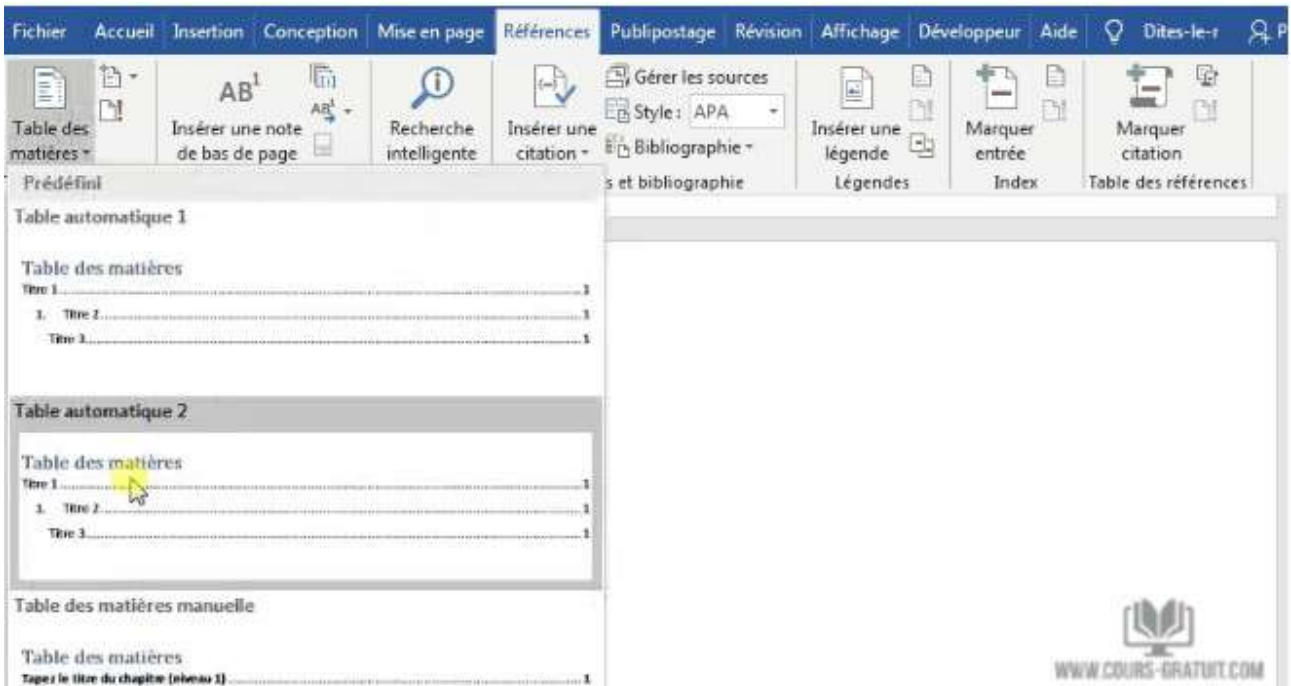 Fichier Accueil Insertion Conception Mise en page Références Publipostage Révision Affichage Développeur Aide Dites-le-r P
Table des matières
AB¹
Insérer une note de bas de page
AB¹
Recherche intelligente
Insérer une citation
Gérer les sources
Style : APA
Bibliographie
s et bibliographie
Insérer une légende
Légendes
Marquer entrée
Index
Marquer citation
Table des références
Prédéfini
Table automatique 1
Table des matières
Titre 1 1
1. Titre 2 1
Titre 3 1
Table automatique 2
Table des matières
Titre 1 1
1. Titre 2 1
Titre 3 1
Table des matières manuelle
Table des matières
Tapez le titre du chapitre (niveau 1) 1
WWW.COURS-GRATUIT.COM